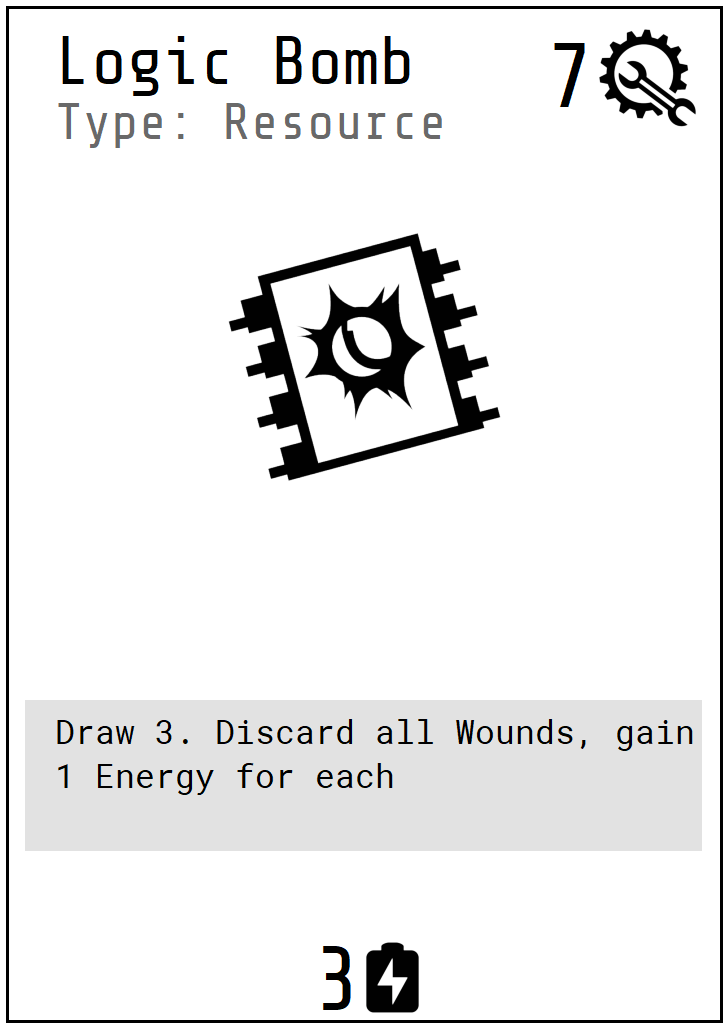 Logic Bomb
7
Type: Resource
Draw 3. Discard all Wounds, gain
1 Energy for each
3